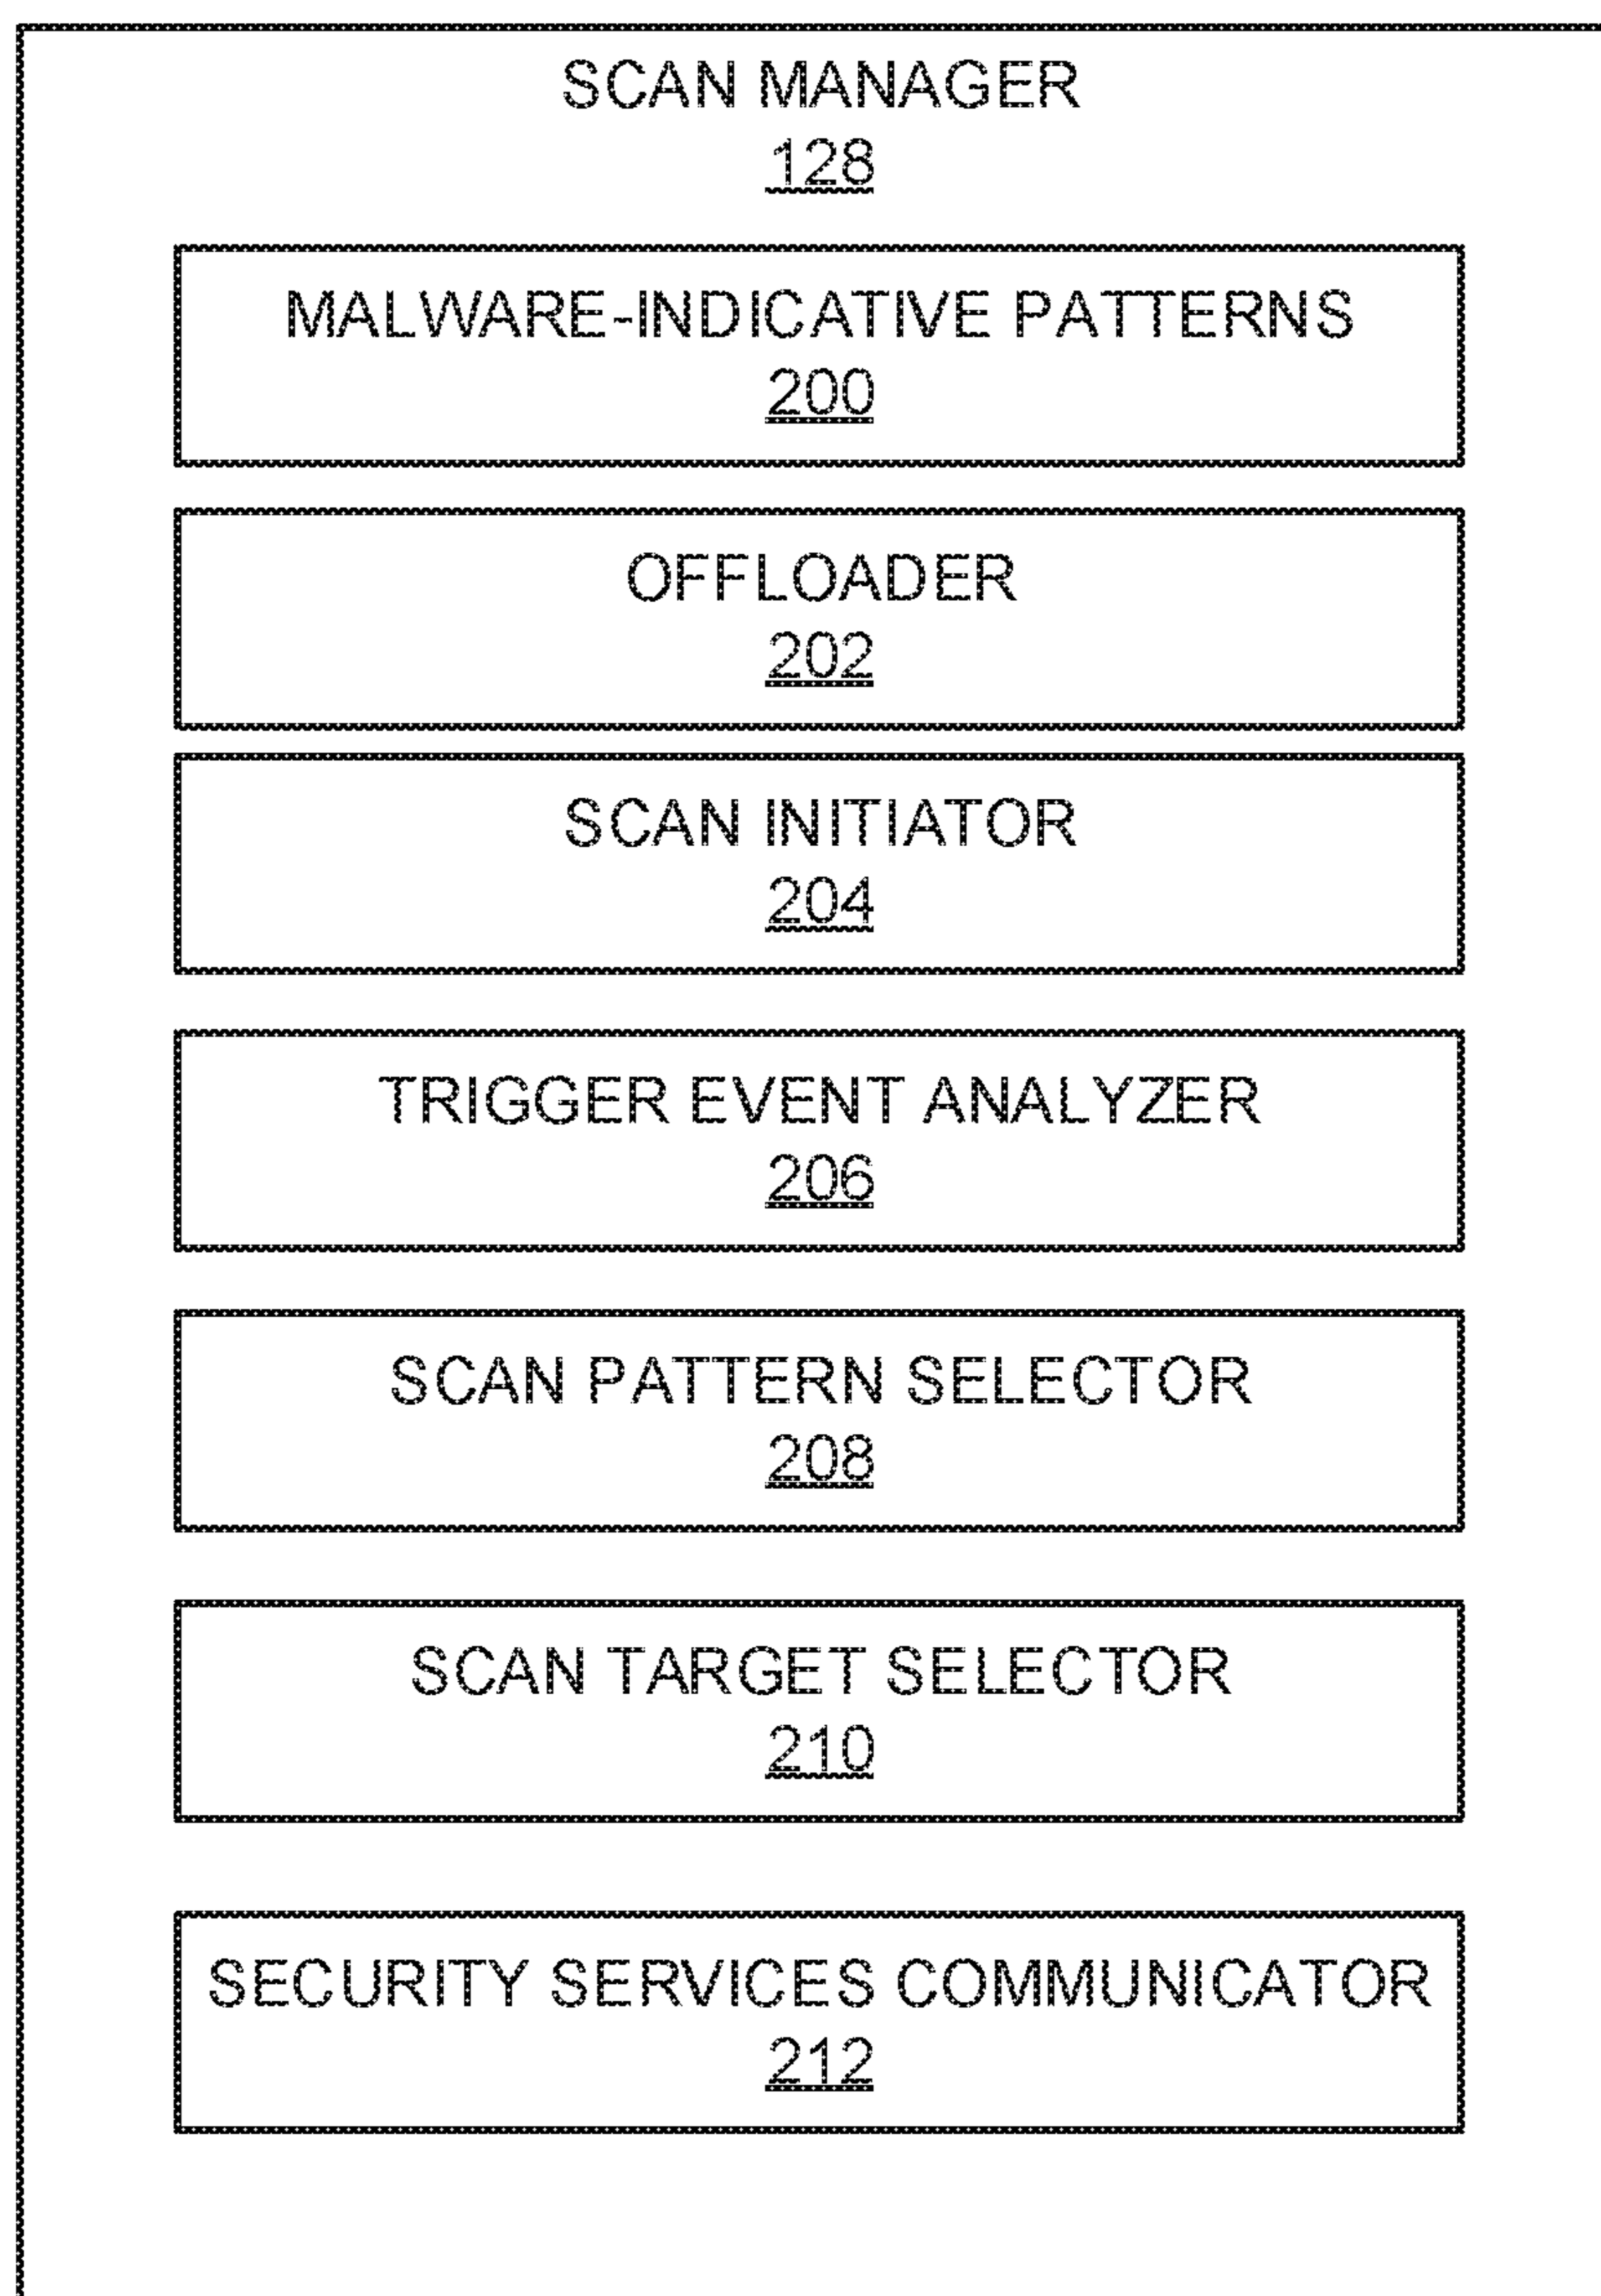 SCAN MANAGER
128
MALWARE-INDICATIVE PATTERNS
200
OFFLOADER
202
SCAN INITIATOR
204
TRIGGER EVENT ANALYZER
206
SCAN PATTERN SELECTOR
208
SCAN TARGET SELECTOR
210
SECURITY SERVICES COMMUNICATOR
212